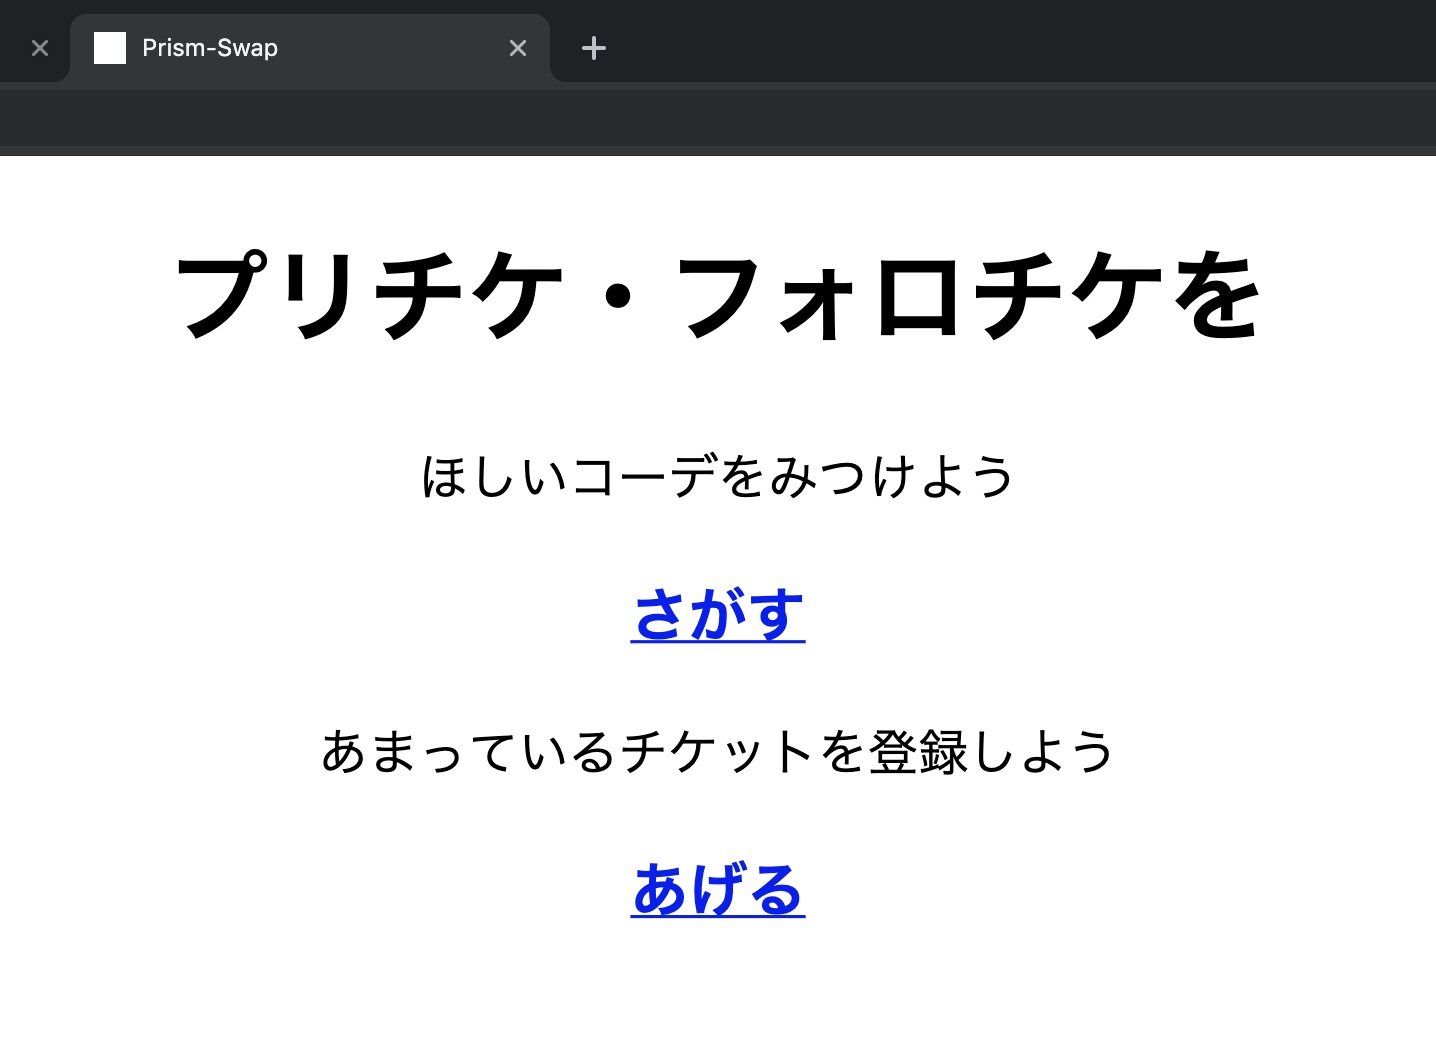 Prism-Swap
プリチケ・フォロチケを
ほしいコーデをみつけよう
さがす
あまっているチケットを登録しよう
あげる